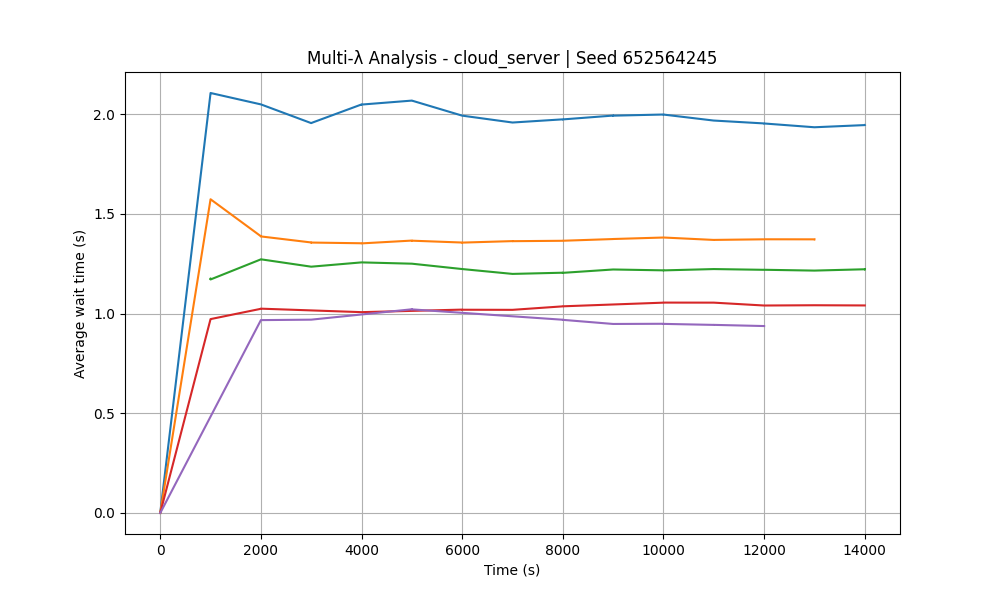 Multi-λ Analysis - cloud_server | Seed 652564245
Average wait time (s)
2.0
1.5
1.0
0.5
0.0
0 2000 4000 6000 8000 10000 12000 14000
Time (s)